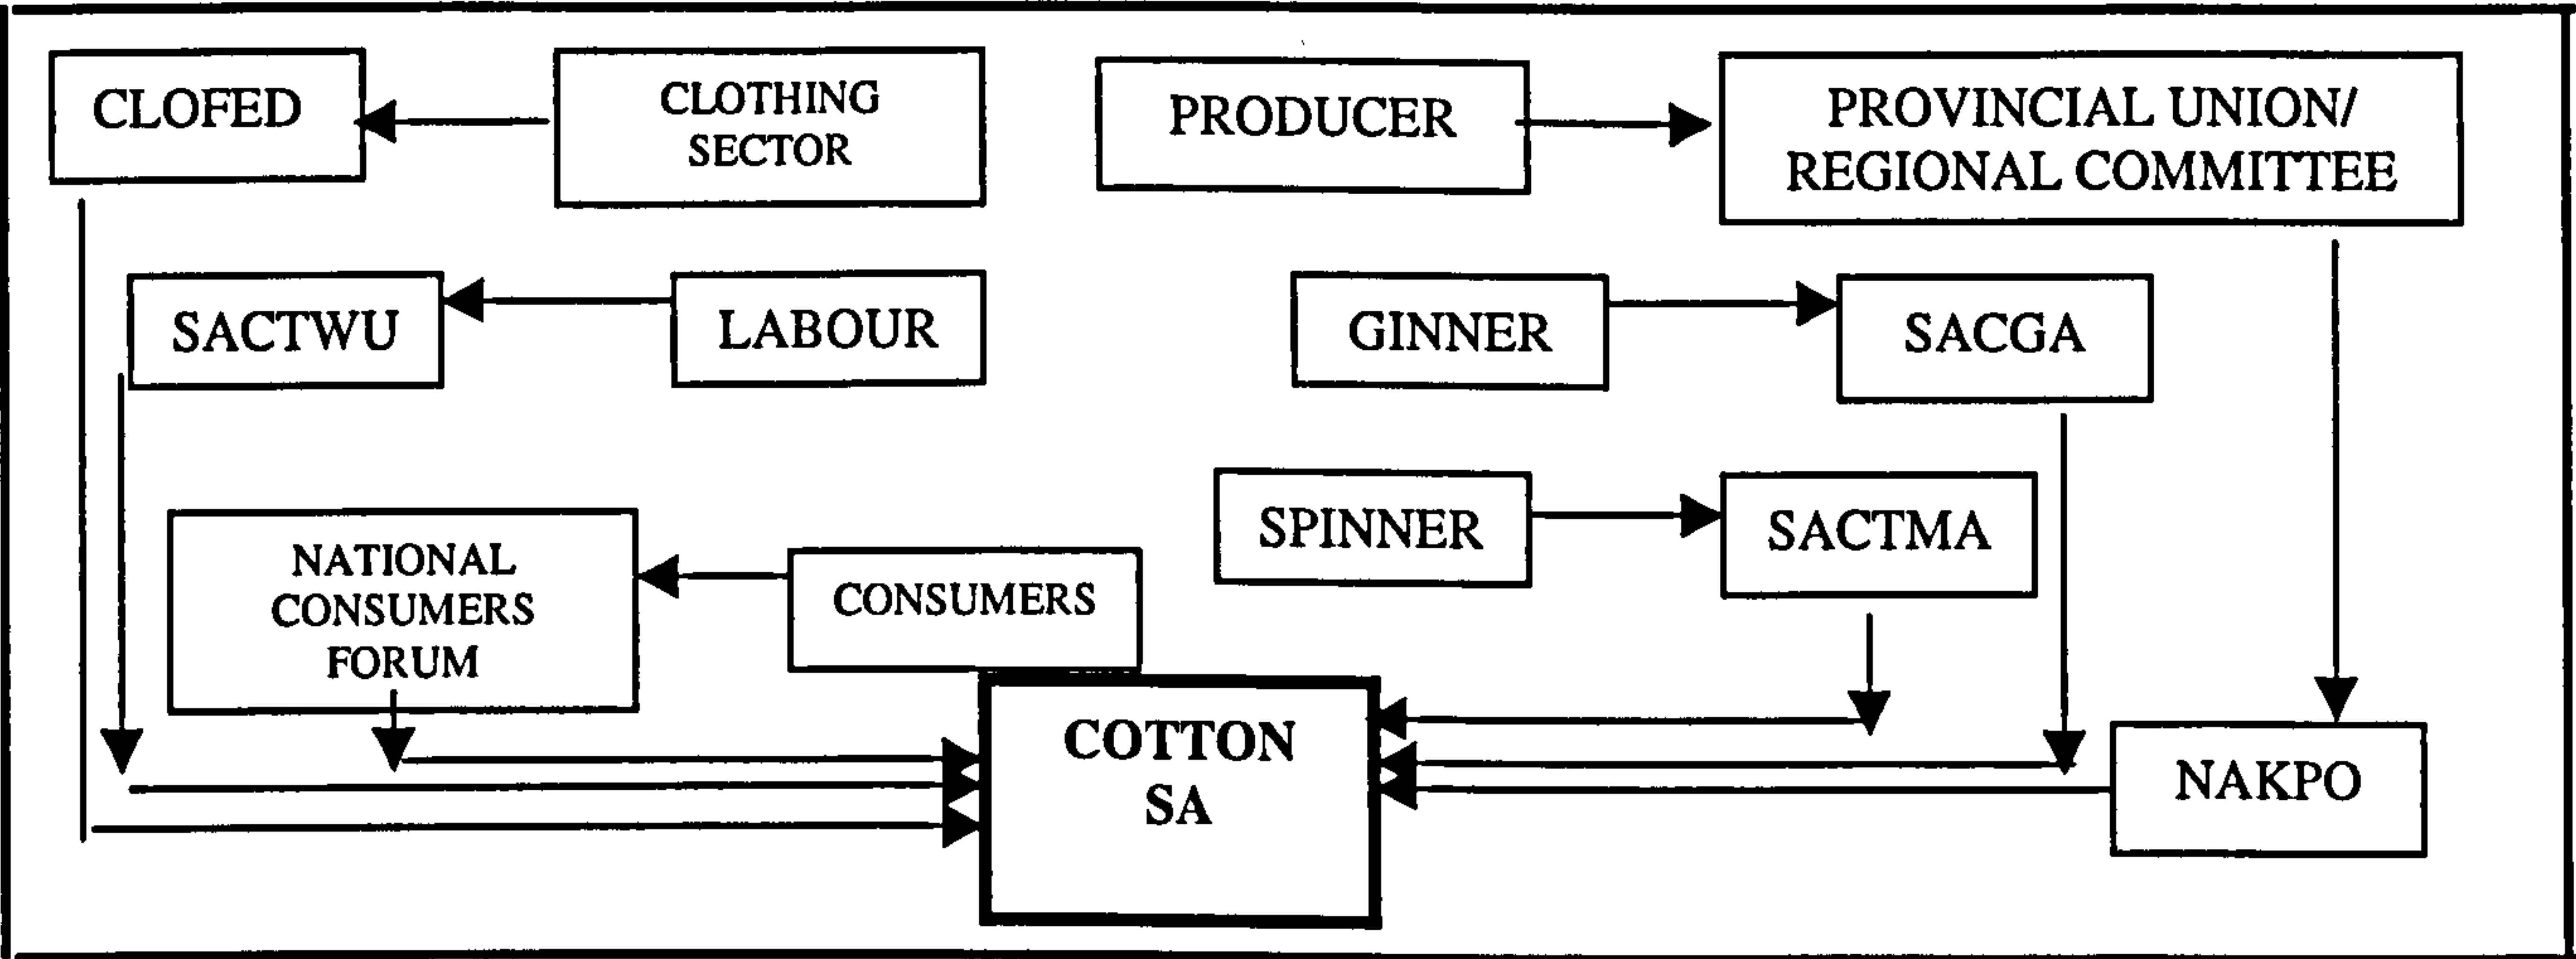 CLOFED
CLOTHING
SECTOR
PRODUCER
PROVINCIAL UNION/
REGIONAL COMMITTEE
SACTWU
LABOUR
GINNER
SACGA
SPINNER
SACTMA
NATIONAL
CONSUMERS
FORUM
CONSUMERS
COTTON
SA
NAKPO